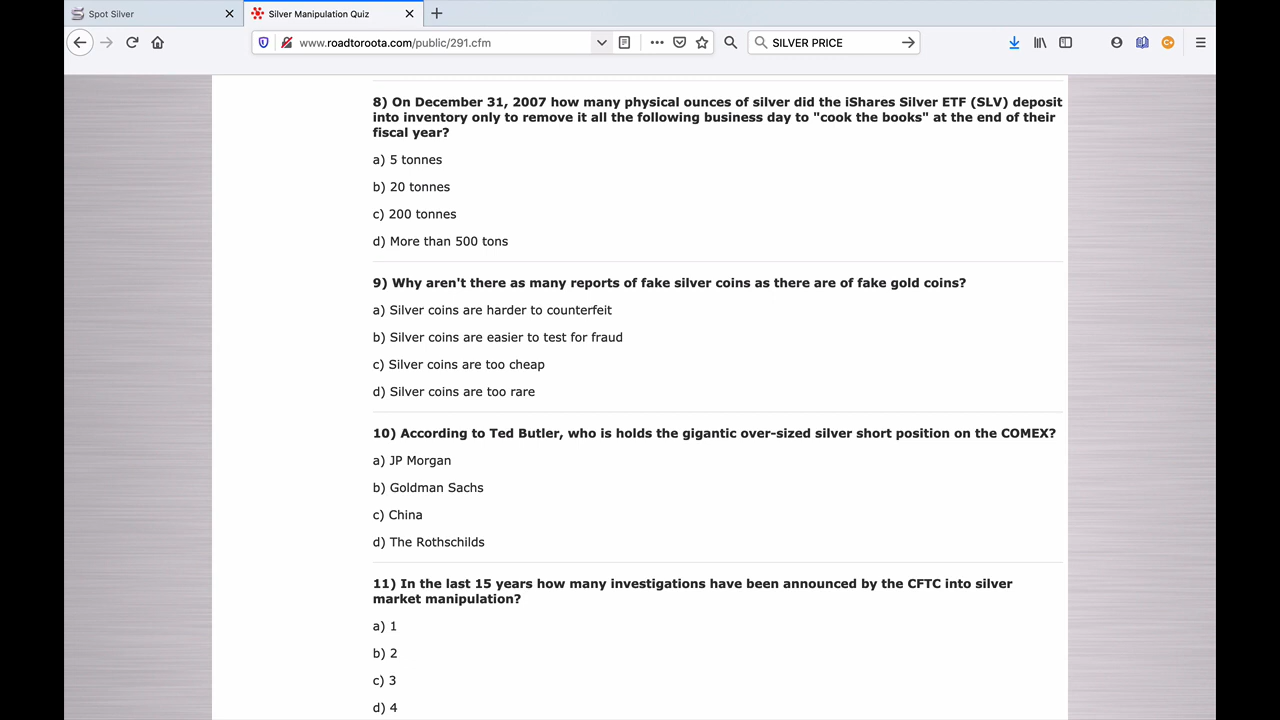 Spot Silver
Silver Manipulation Quiz
www.roadtoroota.com/public/291.cfm
SILVER PRICE
8) On December 31, 2007 how many physical ounces of silver did the iShares Silver ETF (SLV) deposit
into inventory only to remove it all the following business day to "cook the books" at the end of their
fiscal year?
a) 5 tonnes
b) 20 tonnes
c) 200 tonnes
d) More than 500 tons
9) Why aren't there as many reports of fake silver coins as there are of fake gold coins?
a) Silver coins are harder to counterfeit
b) Silver coins are easier to test for fraud
c) Silver coins are too cheap
d) Silver coins are too rare
10) According to Ted Butler, who is holds the gigantic over-sized silver short position on the COMEX?
a) JP Morgan
b) Goldman Sachs
c) China
d) The Rothschilds
11) In the last 15 years how many investigations have been announced by the CFTC into silver
market manipulation?
a) 1
b) 2
c) 3
d) 4